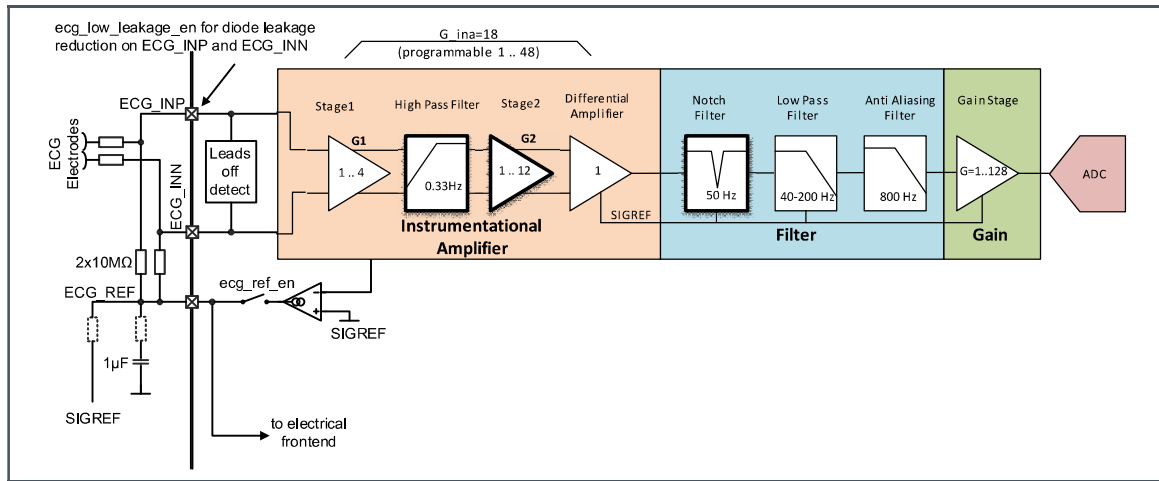 ecg_low_leakage_en for diode leakage
reduction on ECG_INP and ECG_INN
G_ina=18
(programmable 1 .. 48)
ECG_INP
Stage1
High Pass Filter
Stage2
Differential
Amplifier
Notch
Filter
Low Pass
Filter
Anti Aliasing
Filter
Gain Stage
ECG
Electrodes
Leads
off
detect
ECG_INN
G1
G2
1 .. 4
0.33Hz
1 .. 12
1
50 Hz
40-200 Hz
800 Hz
G=1..128
ADC
SIGREF
Instrumentational
Amplifier
Filter
Gain
2x10MΩ
ECG_REF
ecg_ref_en
-
+
SIGREF
1µF
SIGREF
to electrical
frontend